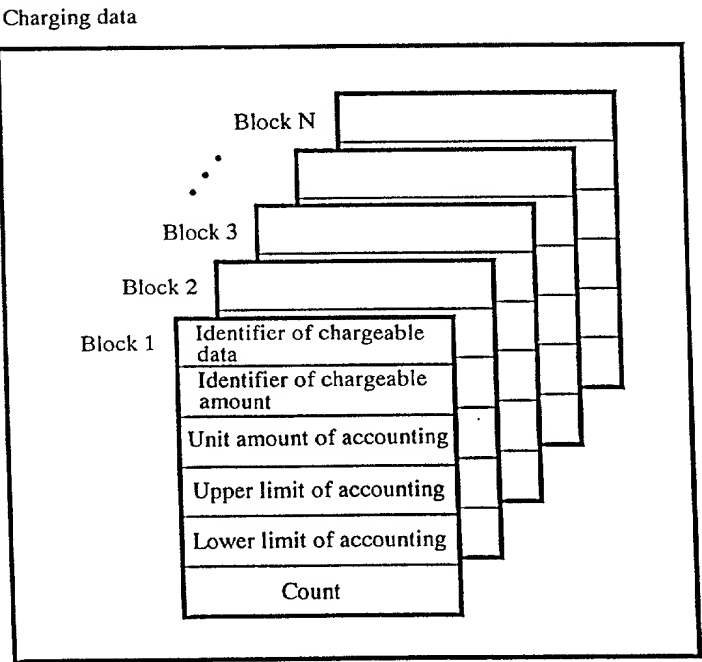 Charging data
Block N
Block 3
Block 2
Block 1
Identifier of chargeable
data
Identifier of chargeable
amount
Unit amount of accounting
Upper limit of accounting
Lower limit of accounting
Count